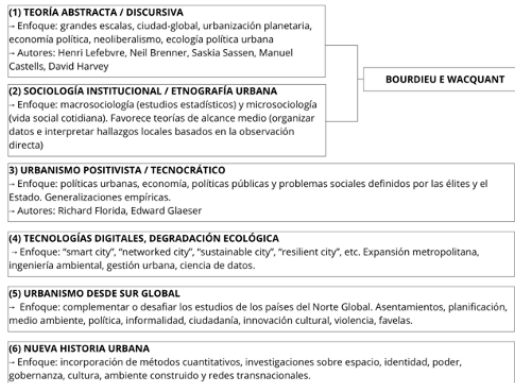 (1) TEORÍA ABSTRACTA / DISCURSIVA
→ Enfoque: grandes escalas, ciudad-global, urbanización planetaria,
economía política, neoliberalismo, ecología política urbana
→ Autores: Henri Lefebvre, Neil Brenner, Saskia Sassen, Manuel
Castells, David Harvey
BOURDIEU E WACQUANT
(2) SOCIOLOGÍA INSTITUCIONAL / ETNOGRAFÍA URBANA
→ Enfoque: macrosociología (estudios estadísticos) y microsociología
(vida social cotidiana). Favorece teorías de alcance medio (organizar
datos e interpretar hallazgos locales basados en la observación
directa)
3) URBANISMO POSITIVISTA / TECNOCRÁTICO
→ Enfoque: políticas urbanas, economía, políticas públicas y problemas sociales definidos por las élites y el
Estado. Generalizaciones empíricas.
→ Autores: Richard Florida, Edward Glaeser
(4) TECNOLOGÍAS DIGITALES, DEGRADACIÓN ECOLÓGICA
→ Enfoque: “smart city”, “networked city”, “sustainable city”, “resilient city”, etc. Expansión metropolitana,
ingeniería ambiental, gestión urbana, ciencia de datos.
(5) URBANISMO DESDE SUR GLOBAL
→ Enfoque: complementar o desafiar los estudios de los países del Norte Global. Asentamientos, planificación,
medio ambiente, política, informalidad, ciudadanía, innovación cultural, violencia, favelas.
(6) NUEVA HISTORIA URBANA
→ Enfoque: incorporación de métodos cuantitativos, investigaciones sobre espacio, identidad, poder,
gobernanza, cultura, ambiente construido y redes transnacionales.